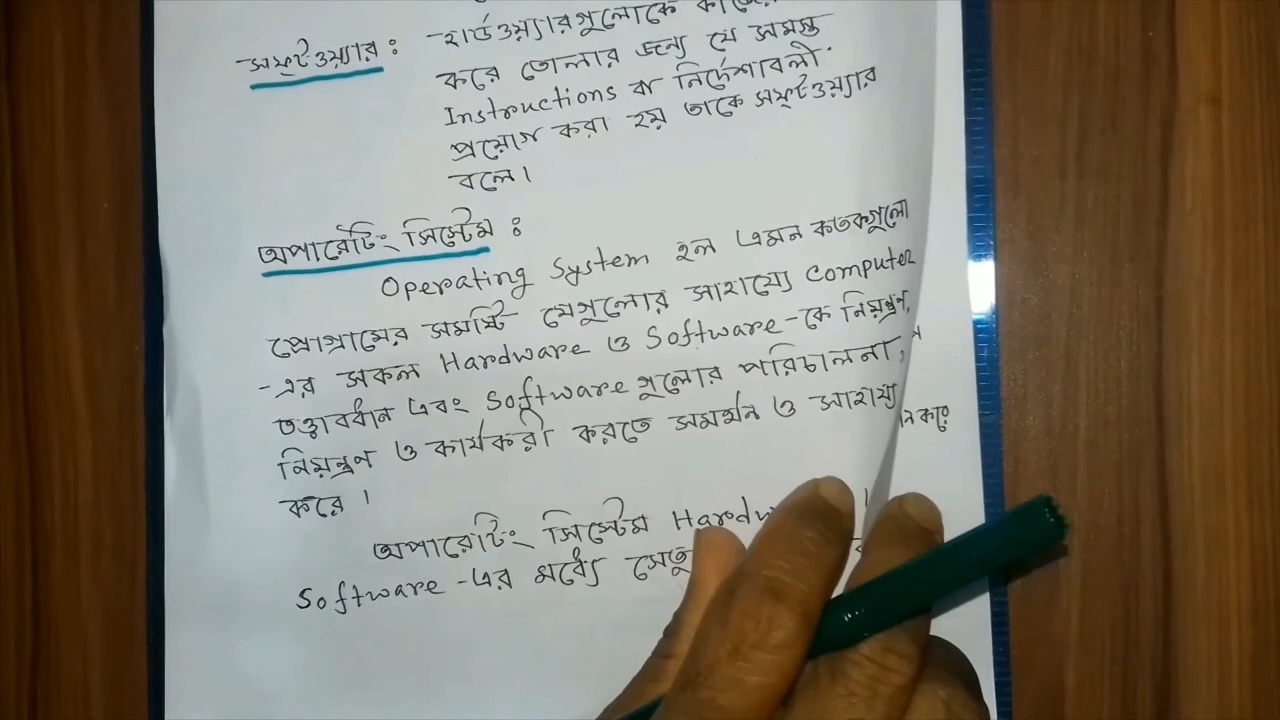 সফ্টওয়্যার : -হার্ডওয়্যারগুলোকে
করে তোলার জন্য যে সমস্ত
Instructions বা নির্দেশাবলী
প্রয়োগ করা হয় তাকে সফ্টওয়্যার
বলে।
অপারেটিং সিস্টেম :
Operating System হল এমন কতকগুলো
প্রোগ্রামের সমষ্টি যেগুলোর সাহায্যে Computer
-এর সকল Hardware ও Software-কে নিয়ন্ত্রণ,
তত্ত্বাবধান এবং Software গুলোর পরিচালনা,
নিয়ন্ত্রণ ও কার্যকরী করতে সমর্থন ও সাহায্য
করে।
অপারেটিং সিস্টেম
Software -এর মধ্যে সেতু